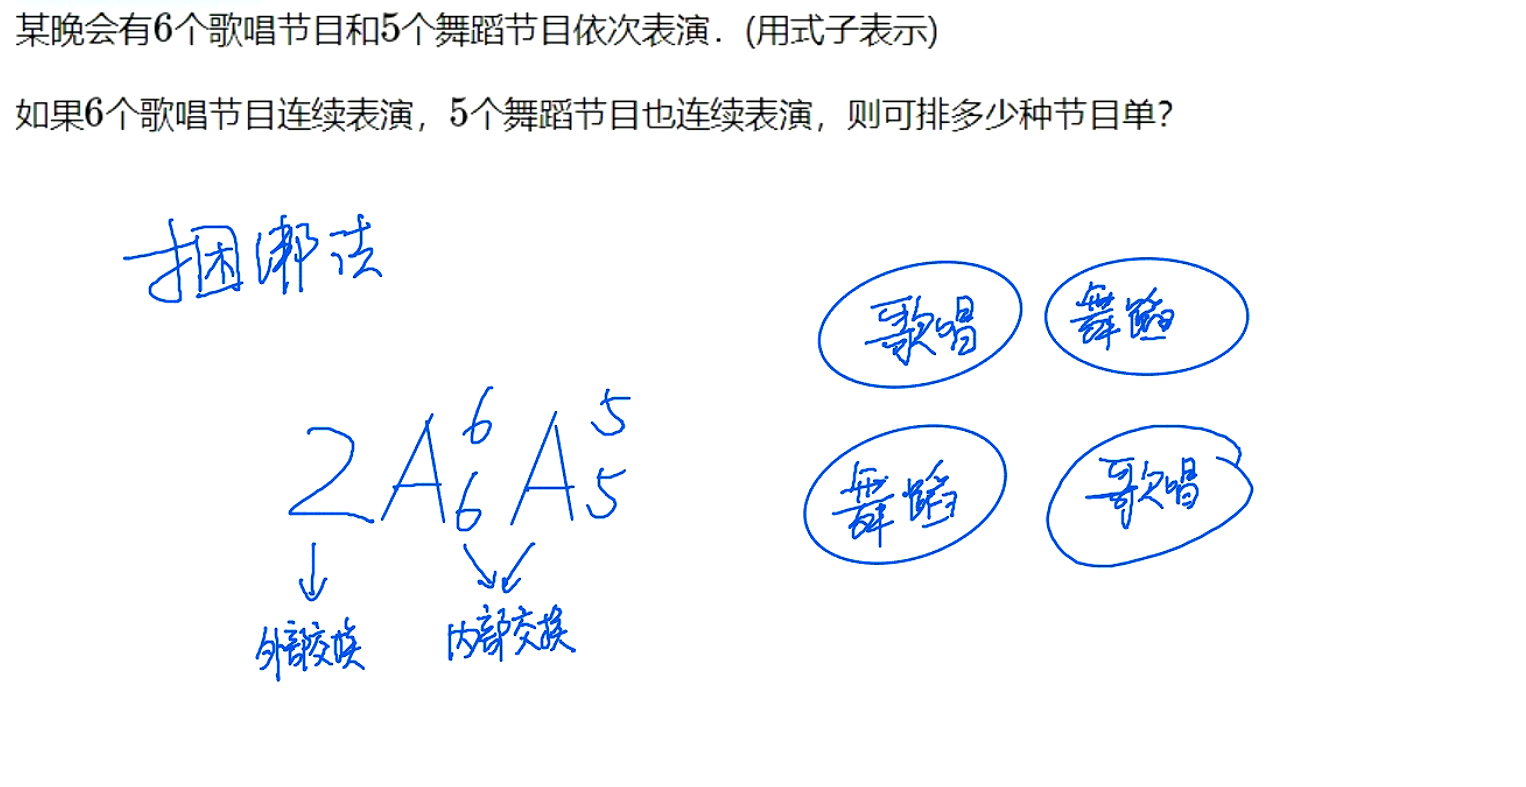 某晚会有6个歌唱节目和5个舞蹈节目依次表演．(用式子表示)
如果6个歌唱节目连续表演，5个舞蹈节目也连续表演，则可排多少种节目单？
捆绑法
歌唱 舞蹈
2A⁶₆A⁵₅
舞蹈 歌唱
外部交换 内部交换